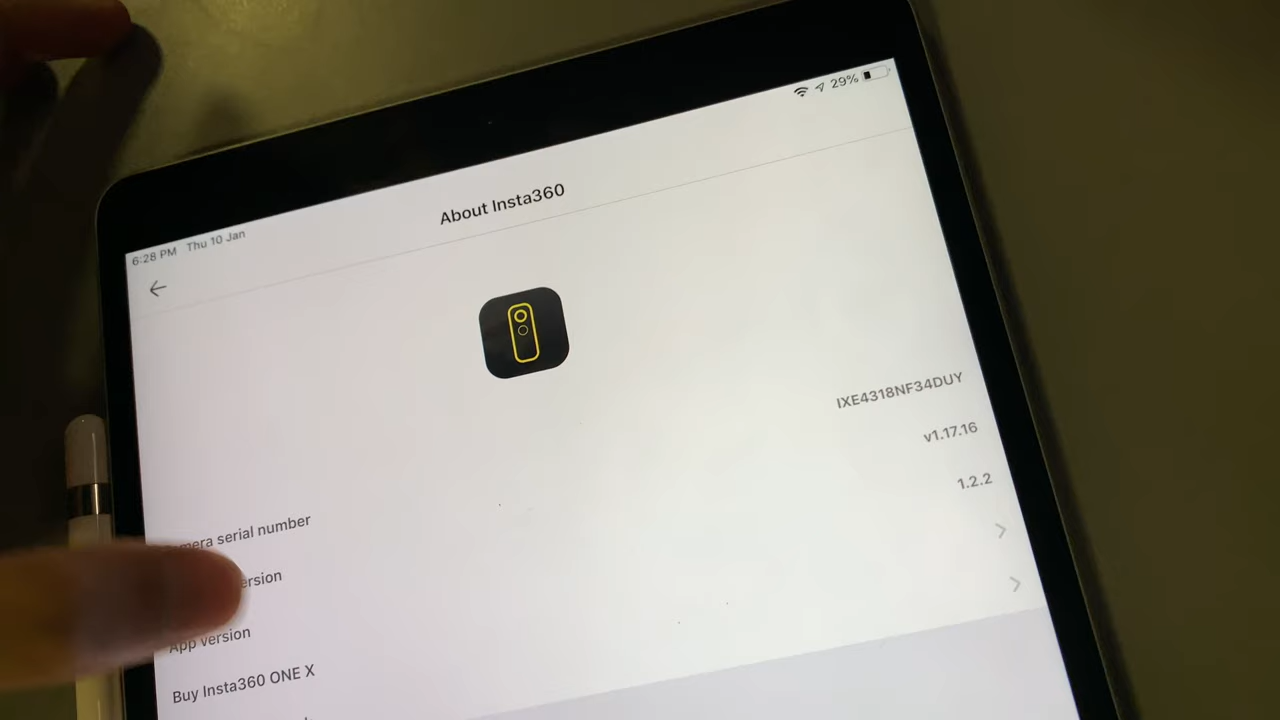 6:28 PM Thu 10 Jan 29%
About Insta360
mera serial number IXE4318NF34DUY
ersion v1.17.16
App version 1.2.2
Buy Insta360 ONE X